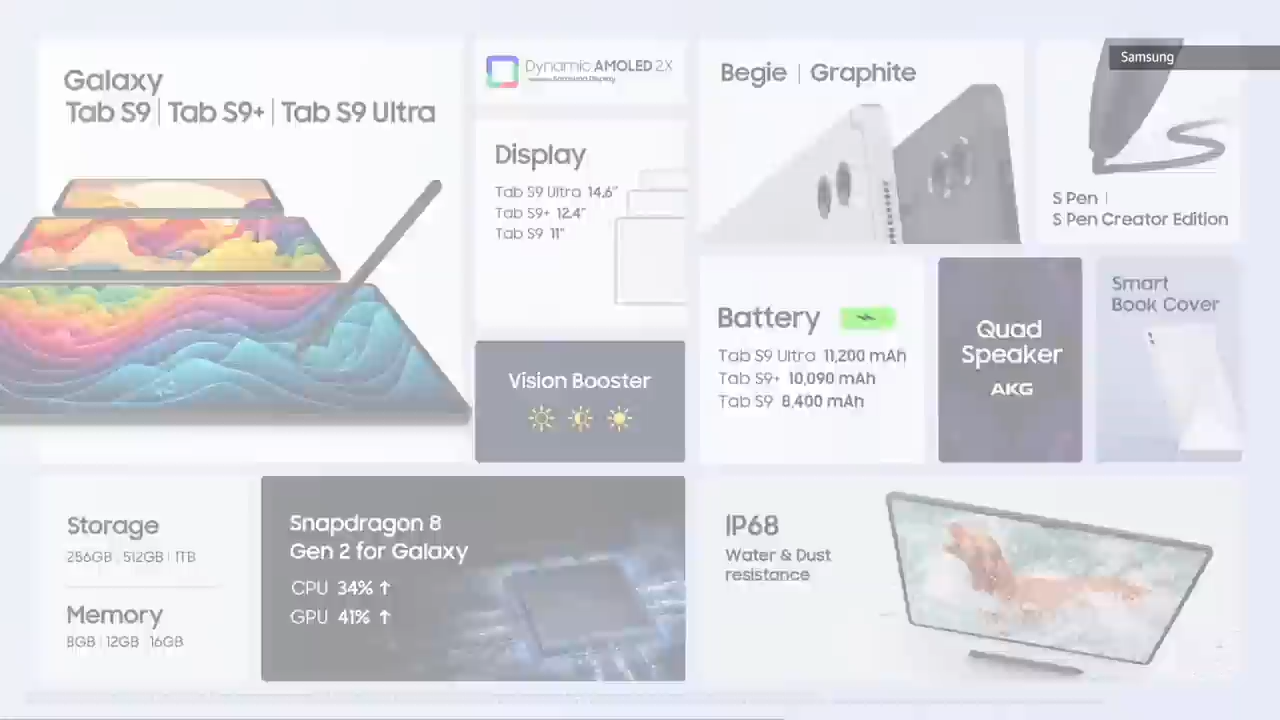 Samsung
Galaxy
Tab S9 | Tab S9+ | Tab S9 Ultra
Dynamic AMOLED 2X
Samsung Display
Display
Tab S9 Ultra 14.6"
Tab S9+ 12.4"
Tab S9 11"
Vision Booster
Begie | Graphite
S Pen |
S Pen Creator Edition
Battery
Tab S9 Ultra 11,200 mAh
Tab S9+ 10,090 mAh
Tab S9 8,400 mAh
Quad
Speaker
AKG
Smart
Book Cover
Storage
256GB | 512GB | 1TB
Memory
8GB | 12GB | 16GB
Snapdragon 8
Gen 2 for Galaxy
CPU 34% ↑
GPU 41% ↑
IP68
Water & Dust
resistance